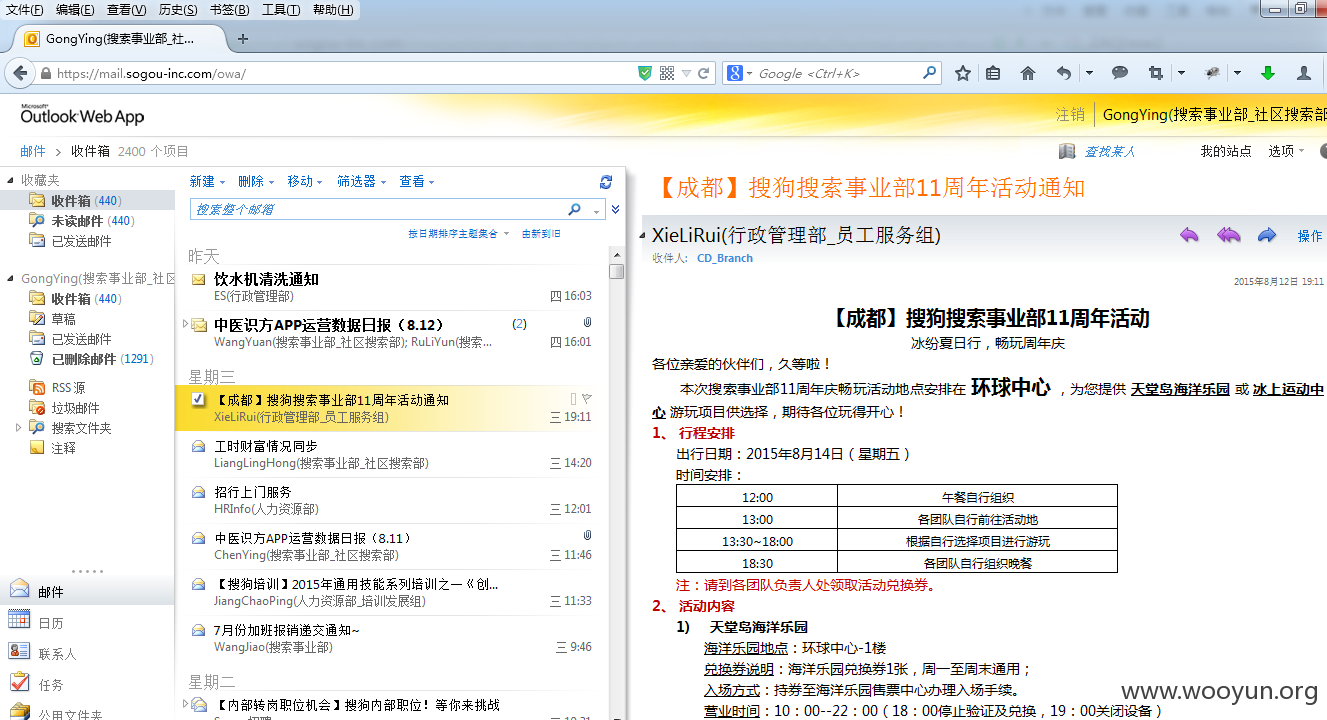 文件(F) 编辑(E) 查看(V) 历史(S) 书签(B) 工具(T) 帮助(H)
GongYing(搜索事业部_社...
https://mail.sogou-inc.com/owa/
Google <Ctrl+K>
Microsoft®
Outlook Web App
注销 GongYing(搜索事业部_社区搜索部
邮件 › 收件箱 2400 个项目
查找某人 我的站点 选项
收藏夹
收件箱 (440)
未读邮件 (440)
已发送邮件
GongYing(搜索事业部_社区
收件箱 (440)
草稿
已发送邮件
已删除邮件 (1291)
RSS 源
垃圾邮件
搜索文件夹
注释
邮件
日历
联系人
任务
公用文件夹
新建 删除 移动 筛选器 查看
搜索整个邮箱
按日期排序主题集合 由新到旧
昨天
饮水机清洗通知
ES(行政管理部) 四 16:03
中医识方APP运营数据日报（8.12） (2)
WangYuan(搜索事业部_社区搜索部); RuLiYun(搜索... 四 16:01
星期三
【成都】搜狗搜索事业部11周年活动通知
XieLiRui(行政管理部_员工服务组) 三 19:11
工时财富情况同步
LiangLingHong(搜索事业部_社区搜索部) 三 14:20
招行上门服务
HRInfo(人力资源部) 三 12:01
中医识方APP运营数据日报（8.11）
ChenYing(搜索事业部_社区搜索部) 三 11:46
【搜狗培训】2015年通用技能系列培训之一《创...
JiangChaoPing(人力资源部_培训发展组) 三 11:33
7月份加班报销递交通知~
WangJiao(搜索事业部) 三 9:46
星期二
【内部转岗职位机会】搜狗内部职位！等你来挑战
【成都】搜狗搜索事业部11周年活动通知
XieLiRui(行政管理部_员工服务组)
操作
收件人: CD_Branch
2015年8月12日 19:11
【成都】搜狗搜索事业部11周年活动
冰纷夏日行，畅玩周年庆
各位亲爱的伙伴们，久等啦！
本次搜索事业部11周年庆畅玩活动地点安排在 环球中心 ，为您提供 天堂岛海洋乐园 或 冰上运动中
心 游玩项目供选择，期待各位玩得开心！
1、 行程安排
出行日期：2015年8月14日（星期五）
时间安排：
12:00 午餐自行组织
13:00 各团队自行前往活动地
13:30~18:00 根据自行选择项目进行游玩
18:30 各团队自行组织晚餐
注：请到各团队负责人处领取活动兑换券。
2、 活动内容
1) 天堂岛海洋乐园
海洋乐园地点：环球中心-1楼
兑换券说明：海洋乐园兑换券1张，周一至周末通用；
入场方式：持券至海洋乐园售票中心办理入场手续。
营业时间：10：00--22：00（18：00停止验证及兑换，19：00关闭设备）
www.wooyun.org